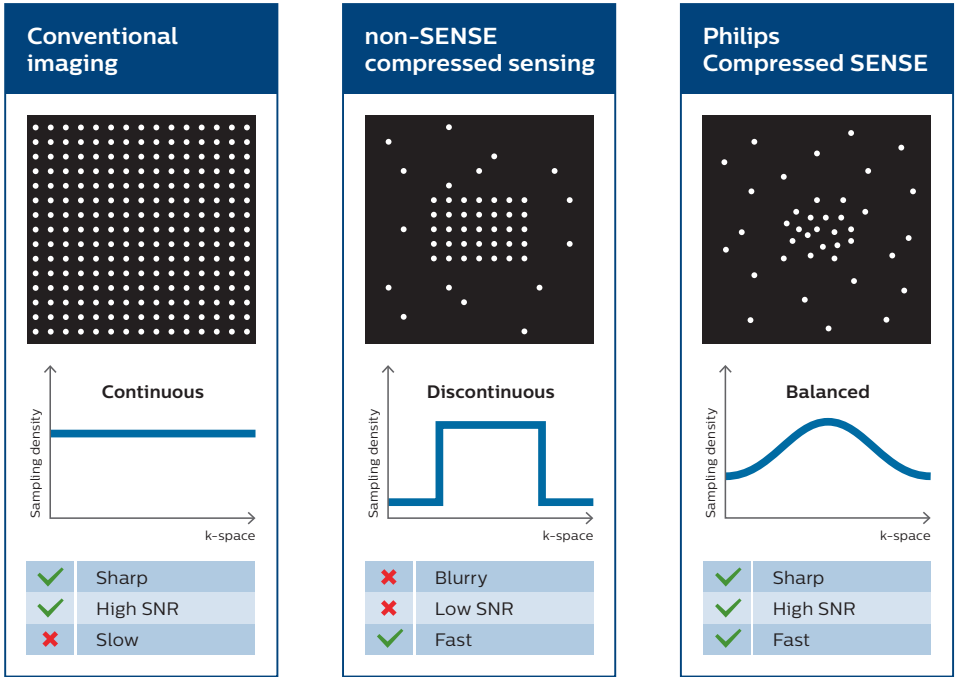 Conventional
imaging
Continuous
Sampling density
k-space
Sharp
High SNR
Slow
non-SENSE
compressed sensing
Discontinuous
Sampling density
k-space
Blurry
Low SNR
Fast
Philips
Compressed SENSE
Balanced
Sampling density
k-space
Sharp
High SNR
Fast